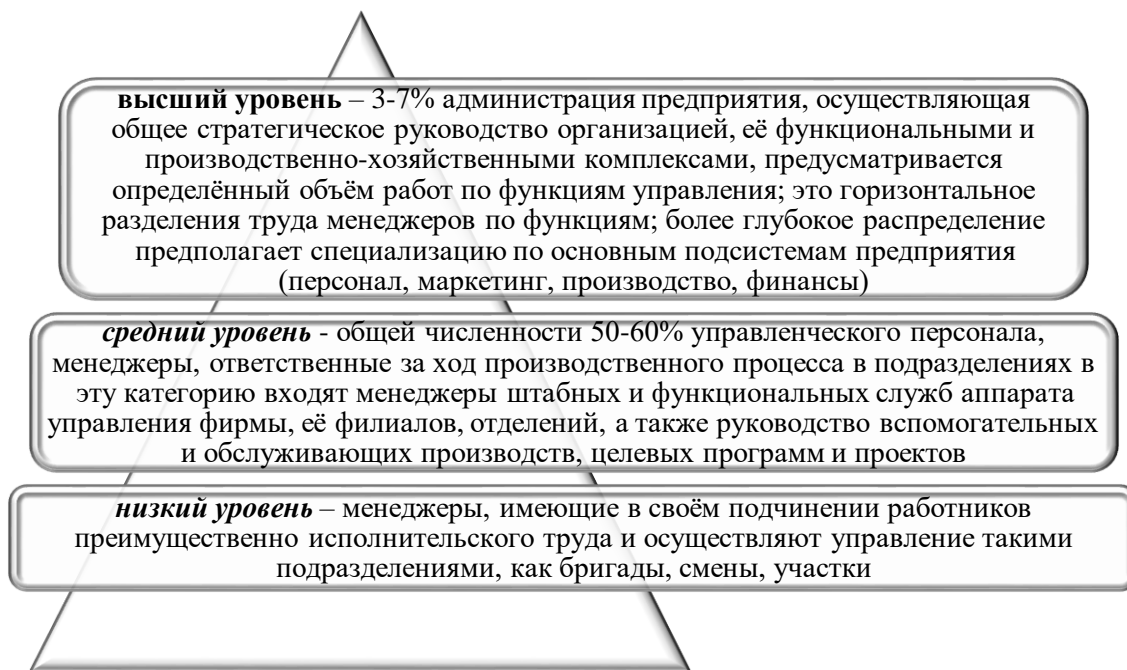 высший уровень – 3-7% администрация предприятия, осуществляющая
общее стратегическое руководство организацией, её функциональными и
производственно-хозяйственными комплексами, предусматривается
определённый объём работ по функциям управления; это горизонтальное
разделения труда менеджеров по функциям; более глубокое распределение
предполагает специализацию по основным подсистемам предприятия
(персонал, маркетинг, производство, финансы)
средний уровень - общей численности 50-60% управленческого персонала,
менеджеры, ответственные за ход производственного процесса в подразделениях в
эту категорию входят менеджеры штабных и функциональных служб аппарата
управления фирмы, её филиалов, отделений, а также руководство вспомогательных
и обслуживающих производств, целевых программ и проектов
низкий уровень – менеджеры, имеющие в своём подчинении работников
преимущественно исполнительского труда и осуществляют управление такими
подразделениями, как бригады, смены, участки